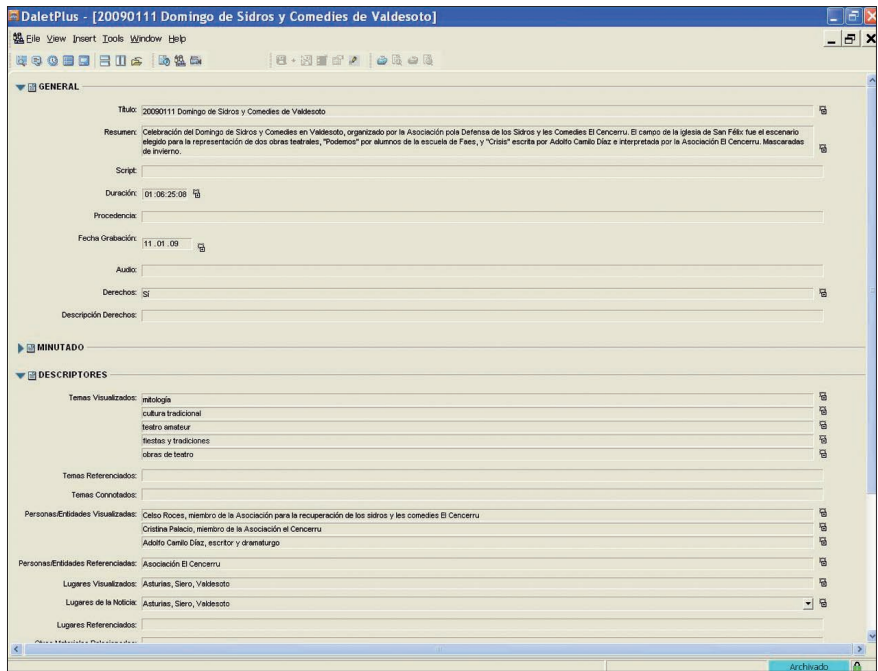 DaletPlus - [20090111 Domingo de Sidros y Comedies de Valdesoto]
File View Insert Tools Window Help
GENERAL
Título: 20090111 Domingo de Sidros y Comedies de Valdesoto
Resumen: Celebración del Domingo de Sidros y Comedies en Valdesoto, organizado por la Asociación pola Defensa de los Sidros y les Comedies El Cencerru. El campo de la iglesia de San Félix fue el escenario
elegido para la representación de dos obras teatrales, "Podemos" por alumnos de la escuela de Faes, y "Crisis" escrita por Adolfo Camilo Díaz e interpretada por la Asociación El Cencerru. Mascaradas
de invierno.
Script:
Duración: 01:06:25:08
Procedencia:
Fecha Grabación: 11 .01 .09
Audio:
Derechos: Sí
Descripción Derechos:
MINUTADO
DESCRIPTORES
Temas Visualizados: mitología
cultura tradicional
teatro amateur
fiestas y tradiciones
obras de teatro
Temas Referenciados:
Temas Connotados:
Personas/Entidades Visualizadas: Celso Roces, miembro de la Asociación para la recuperación de los sidros y les comedies El Cencerru
Cristina Palacio, miembro de la Asociación el Cencerru
Adolfo Camilo Díaz, escritor y dramaturgo
Personas/Entidades Referenciadas: Asociación El Cencerru
Lugares Visualizados: Asturias, Siero, Valdesoto
Lugares de la Noticia: Asturias, Siero, Valdesoto
Lugares Referenciados:
Archivado